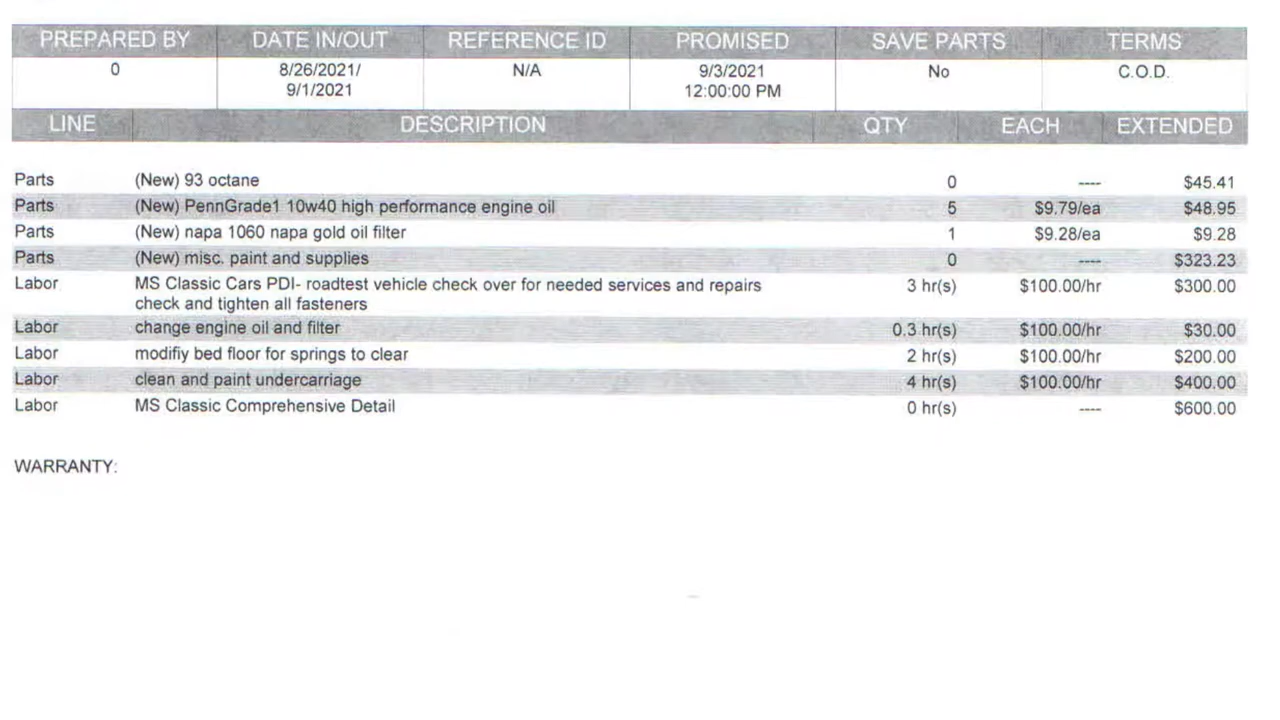 PREPARED BY DATE IN/OUT REFERENCE ID PROMISED SAVE PARTS TERMS
0 8/26/2021/ N/A 9/3/2021 No C.O.D.
9/1/2021 12:00:00 PM
LINE DESCRIPTION QTY EACH EXTENDED
Parts (New) 93 octane 0 ---- $45.41
Parts (New) PennGrade1 10w40 high performance engine oil 5 $9.79/ea $48.95
Parts (New) napa 1060 napa gold oil filter 1 $9.28/ea $9.28
Parts (New) misc. paint and supplies 0 ---- $323.23
Labor MS Classic Cars PDI- roadtest vehicle check over for needed services and repairs 3 hr(s) $100.00/hr $300.00
check and tighten all fasteners
Labor change engine oil and filter 0.3 hr(s) $100.00/hr $30.00
Labor modifiy bed floor for springs to clear 2 hr(s) $100.00/hr $200.00
Labor clean and paint undercarriage 4 hr(s) $100.00/hr $400.00
Labor MS Classic Comprehensive Detail 0 hr(s) ---- $600.00
WARRANTY: